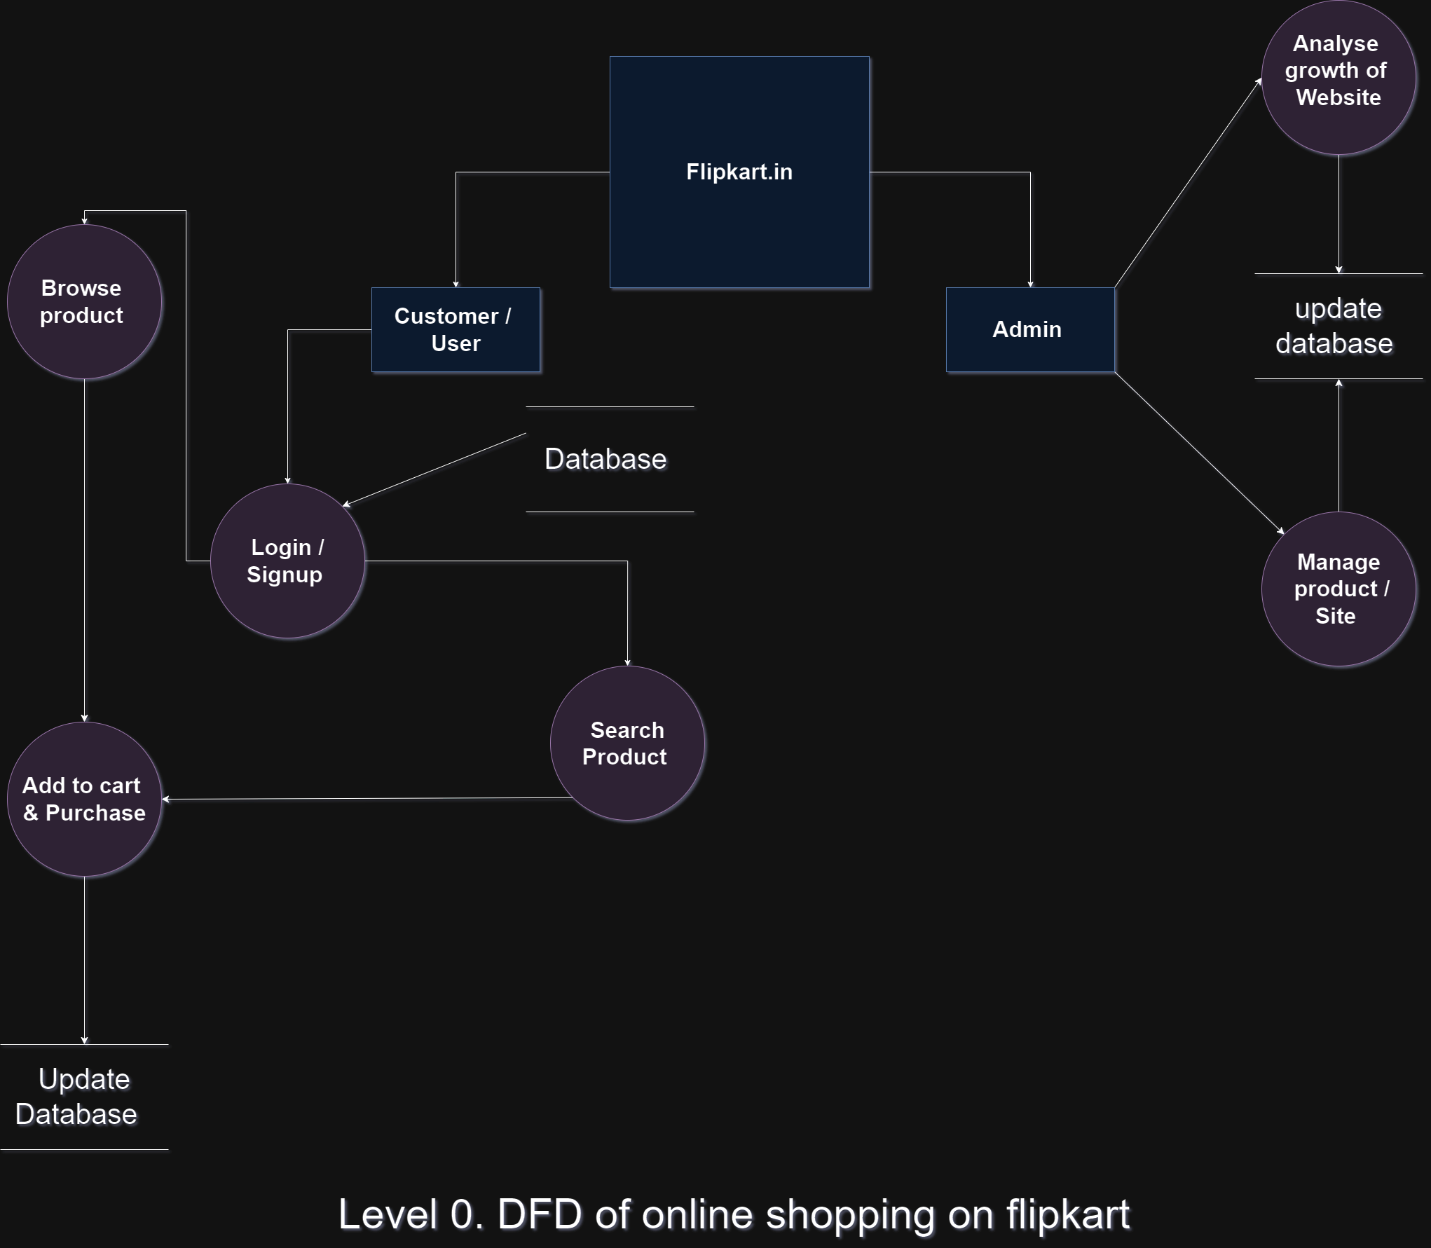 Analyse
growth of
Website
Flipkart.in
Browse
product
Customer /
User
Admin
update
database
Database
Login /
Signup
Manage
product /
Site
Search
Product
Add to cart
& Purchase
Update
Database
Level 0. DFD of online shopping on flipkart